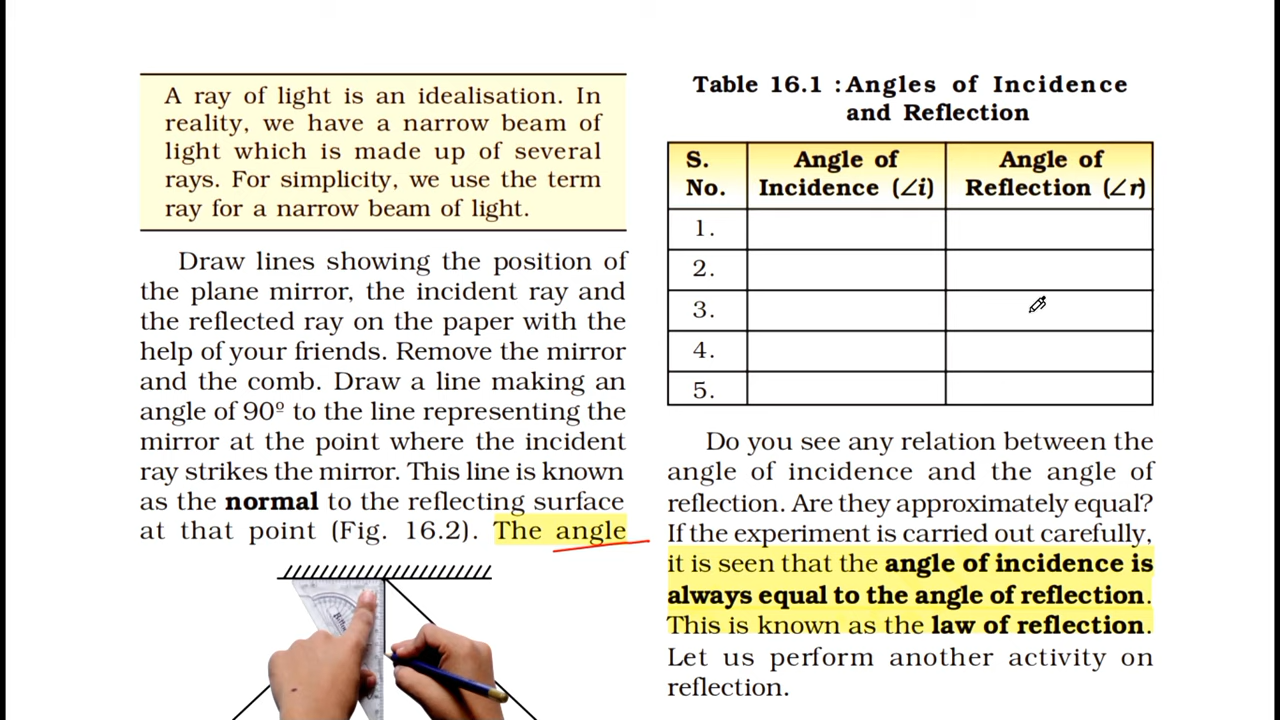 A ray of light is an idealisation. In
reality, we have a narrow beam of
light which is made up of several
rays. For simplicity, we use the term
ray for a narrow beam of light.
Draw lines showing the position of
the plane mirror, the incident ray and
the reflected ray on the paper with the
help of your friends. Remove the mirror
and the comb. Draw a line making an
angle of 90º to the line representing the
mirror at the point where the incident
ray strikes the mirror. This line is known
as the normal to the reflecting surface
at that point (Fig. 16.2). The angle
Table 16.1 : Angles of Incidence
and Reflection
S. No.
Angle of Incidence (∠i)
Angle of Reflection (∠r)
1.
2.
3.
4.
5.
Do you see any relation between the
angle of incidence and the angle of
reflection. Are they approximately equal?
If the experiment is carried out carefully,
it is seen that the angle of incidence is
always equal to the angle of reflection.
This is known as the law of reflection.
Let us perform another activity on
reflection.